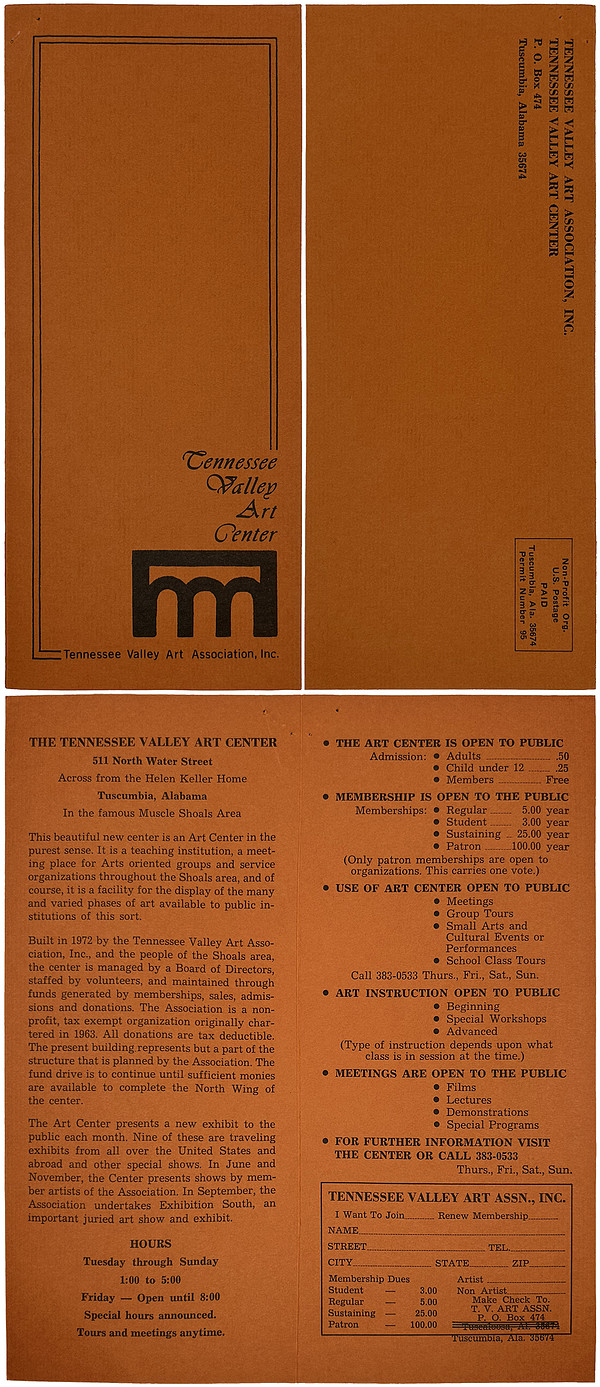 Tennessee
Valley
Art
Center
Tennessee Valley Art Association, Inc.
TENNESSEE VALLEY ART ASSOCIATION, INC.
TENNESSEE VALLEY ART CENTER
P. O. Box 474
Tuscumbia, Alabama 35674
Non-Profit Org.
U.S. Postage
PAID
Tuscumbia, Ala. 35674
Permit Number 95
THE TENNESSEE VALLEY ART CENTER
511 North Water Street
Across from the Helen Keller Home
Tuscumbia, Alabama
In the famous Muscle Shoals Area
This beautiful new center is an Art Center in the
purest sense. It is a teaching institution, a meet-
ing place for Arts oriented groups and service
organizations throughout the Shoals area, and of
course, it is a facility for the display of the many
and varied phases of art available to public in-
stitutions of this sort.
Built in 1972 by the Tennessee Valley Art Asso-
ciation, Inc., and the people of the Shoals area,
the center is managed by a Board of Directors,
staffed by volunteers, and maintained through
funds generated by memberships, sales, admis-
sions and donations. The Association is a non-
profit, tax exempt organization originally char-
tered in 1963. All donations are tax deductible.
The present building represents but a part of the
structure that is planned by the Association. The
fund drive is to continue until sufficient monies
are available to complete the North Wing of
the center.
The Art Center presents a new exhibit to the
public each month. Nine of these are traveling
exhibits from all over the United States and
abroad and other special shows. In June and
November, the Center presents shows by mem-
ber artists of the Association. In September, the
Association undertakes Exhibition South, an
important juried art show and exhibit.
HOURS
Tuesday through Sunday
1:00 to 5:00
Friday — Open until 8:00
Special hours announced.
Tours and meetings anytime.
● THE ART CENTER IS OPEN TO PUBLIC
Admission: ● Adults .50
● Child under 12 .25
● Members Free
● MEMBERSHIP IS OPEN TO THE PUBLIC
Memberships: ● Regular 5.00 year
● Student 3.00 year
● Sustaining 25.00 year
● Patron 100.00 year
(Only patron memberships are open to
organizations. This carries one vote.)
● USE OF ART CENTER OPEN TO PUBLIC
● Meetings
● Group Tours
● Small Arts and
Cultural Events or
Performances
● School Class Tours
Call 383-0533 Thurs., Fri., Sat., Sun.
● ART INSTRUCTION OPEN TO PUBLIC
● Beginning
● Special Workshops
● Advanced
(Type of instruction depends upon what
class is in session at the time.)
● MEETINGS ARE OPEN TO THE PUBLIC
● Films
● Lectures
● Demonstrations
● Special Programs
● FOR FURTHER INFORMATION VISIT
THE CENTER OR CALL 383-0533
Thurs., Fri., Sat., Sun.
TENNESSEE VALLEY ART ASSN., INC.
I Want To Join Renew Membership
NAME
STREET TEL.
CITY STATE ZIP
Membership Dues Artist
Student — 3.00 Non Artist
Regular — 5.00 Make Check To.
Sustaining — 25.00 T. V. ART ASSN.
Patron — 100.00 P. O. Box 474
Tuscaloosa, Al. 35674
Tuscumbia, Ala. 35674